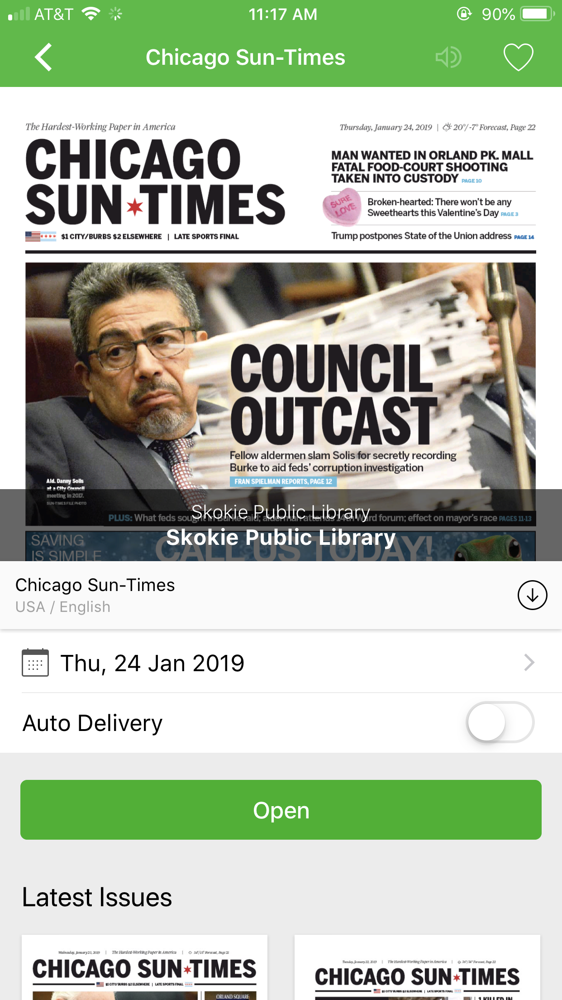 AT&T 11:17 AM 90%
Chicago Sun-Times
The Hardest-Working Paper in America
Thursday, January 24, 2019 | 20°/-7° Forecast, Page 22
CHICAGO
SUN★TIMES
$1 CITY/BURBS $2 ELSEWHERE | LATE SPORTS FINAL
MAN WANTED IN ORLAND PK. MALL
FATAL FOOD-COURT SHOOTING
TAKEN INTO CUSTODY PAGE 10
SURE
LOVE
Broken-hearted: There won't be any
Sweethearts this Valentine's Day PAGE 3
Trump postpones State of the Union address PAGE 14
COUNCIL
OUTCAST
Fellow aldermen slam Solis for secretly recording
Burke to aid feds' corruption investigation
FRAN SPIELMAN REPORTS, PAGE 12
Ald. Danny Solis
at a City Council
meeting in 2017.
SUN-TIMES FILE PHOTO
Skokie Public Library
PLUS: What feds sought in Burke raid; alderman attends 14th Ward forum; effect on mayor's race PAGES 11-13
Skokie Public Library
SAVING
IS SIMPLE
CALL US TODAY!
Chicago Sun-Times
USA / English
Thu, 24 Jan 2019
Auto Delivery
Open
Latest Issues
Wednesday, January 23, 2019 | The Hardest-Working Paper in America | 34°/15° Forecast, Page 21
CHICAGO SUN★TIMES
$1 CITY/BURBS $2 ELSEWHERE | LATE SPORTS FINAL
ORLAND SQUARE
Tuesday, January 22, 2019 | The Hardest-Working Paper in America | 36°/34° Forecast, Page 22
CHICAGO SUN★TIMES
$1 CITY/BURBS $2 ELSEWHERE | LATE SPORTS FINAL
1 KILLED IN